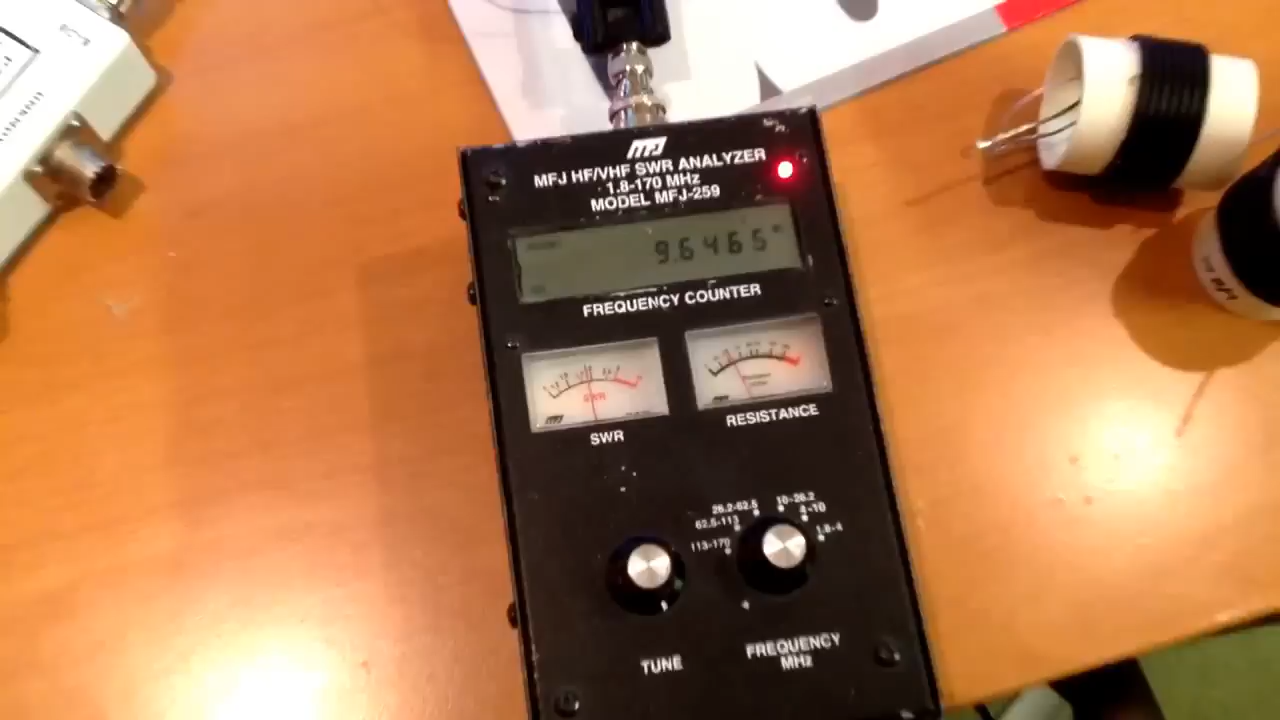 MFJ
MFJ HF/VHF SWR ANALYZER
1.8-170 MHz
MODEL MFJ-259
9.6465
FREQUENCY COUNTER
SWR
MFJ
MFJ
SWR
RESISTANCE
26.2-62.5
10-26.2
62.5-113
4-10
113-170
1.8-4
TUNE
FREQUENCY
MHz